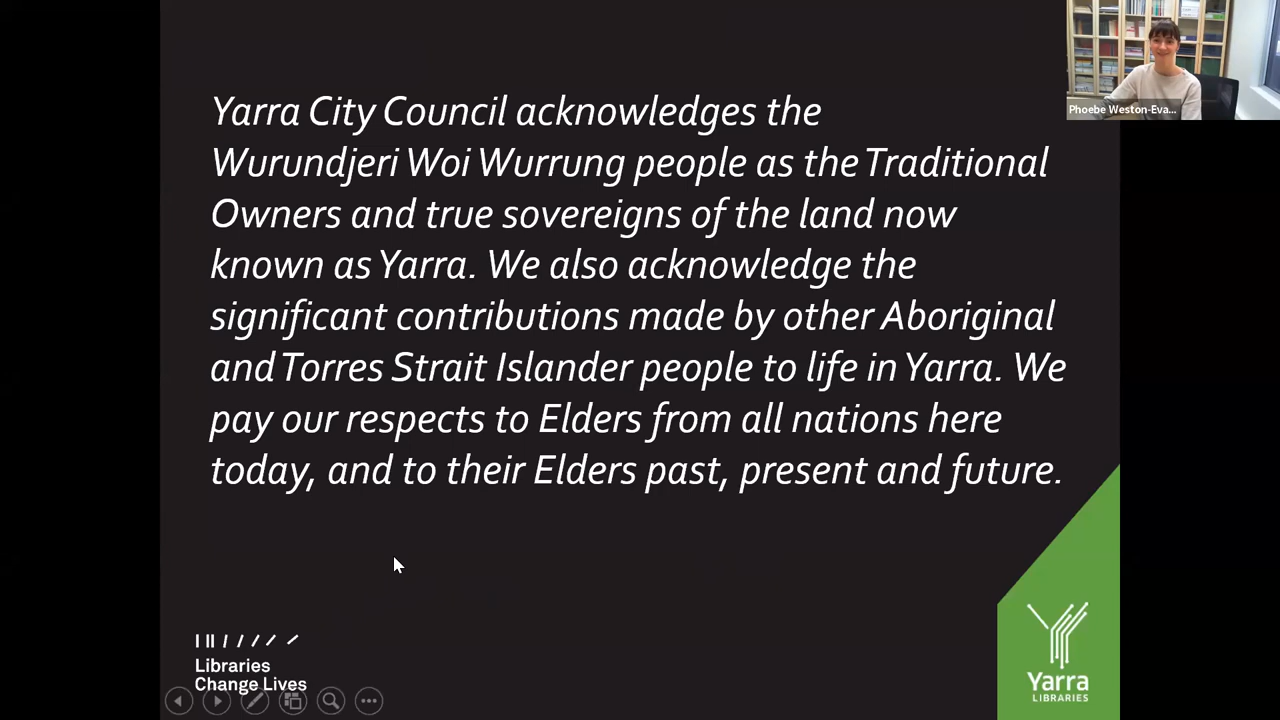 Yarra City Council acknowledges the
Wurundjeri Woi Wurrung people as the Traditional
Owners and true sovereigns of the land now
known as Yarra. We also acknowledge the
significant contributions made by other Aboriginal
and Torres Strait Islander people to life in Yarra. We
pay our respects to Elders from all nations here
today, and to their Elders past, present and future.
Phoebe Weston-Eva...
Libraries
Change Lives
Yarra
LIBRARIES